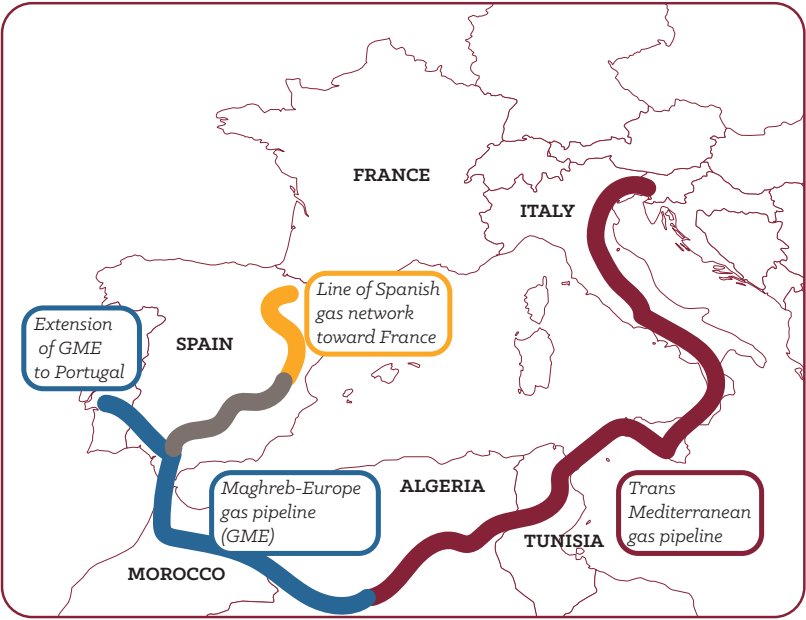 FRANCE
ITALY
Line of Spanish
gas network
toward France
Extension
of GME
to Portugal
SPAIN
Maghreb-Europe
gas pipeline
(GME)
ALGERIA
Trans
Mediterranean
gas pipeline
TUNISIA
MOROCCO